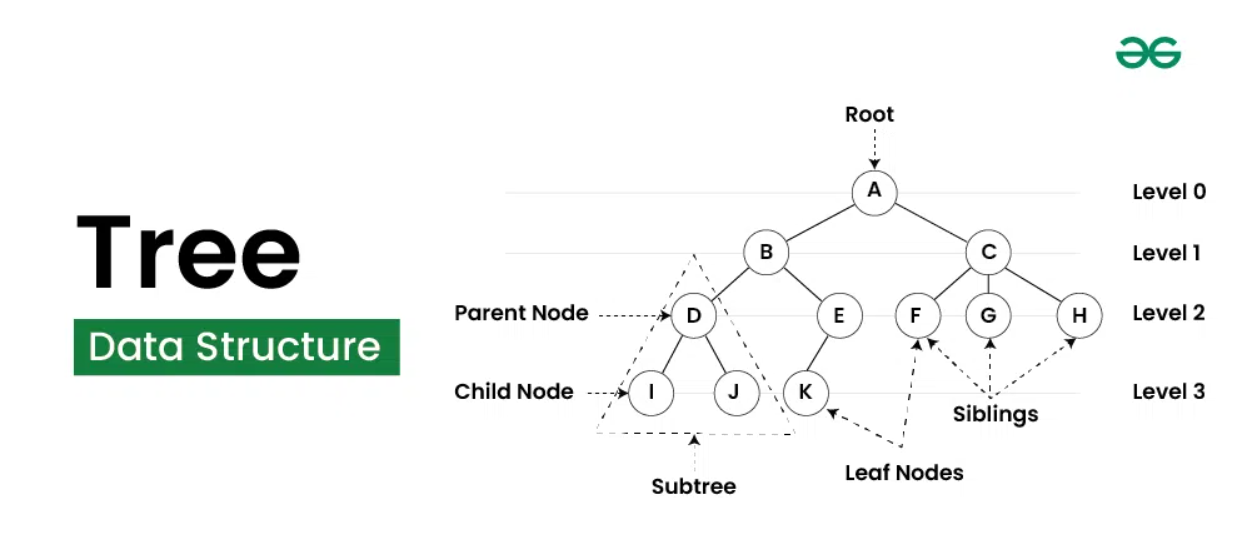 Root
A
Level 0
Tree
B
C
Level 1
Parent Node
D
E
F
G
H
Level 2
Data Structure
Child Node
I
J
K
Level 3
Siblings
Leaf Nodes
Subtree